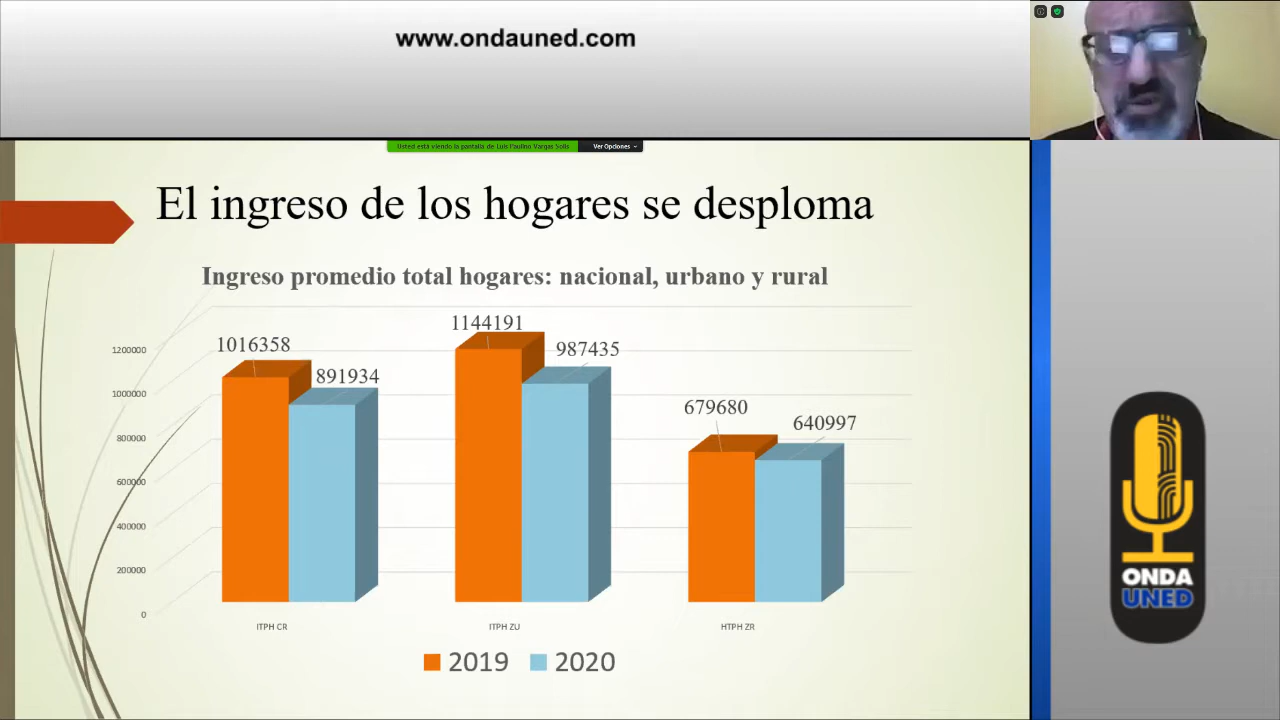 www.ondauned.com
Usted está viendo la pantalla de Luis Paulino Vargas Solís
Ver Opciones
El ingreso de los hogares se desploma
Ingreso promedio total hogares: nacional, urbano y rural
1200000
1000000
800000
600000
400000
200000
0
1016358
891934
1144191
987435
679680
640997
ITPH CR
ITPH ZU
HTPH ZR
2019
2020
ONDA
UNED